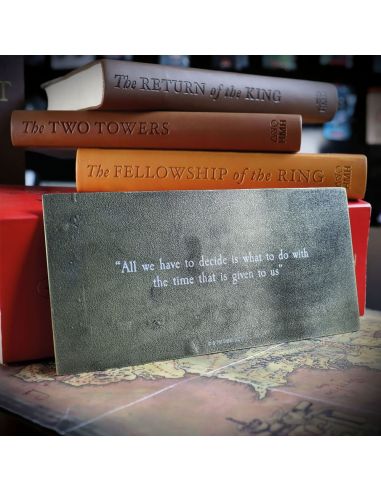 The RETURN of the KING
The TWO TOWERS
The FELLOWSHIP of the RING
“All we have to decide is what to do with
the time that is given to us”